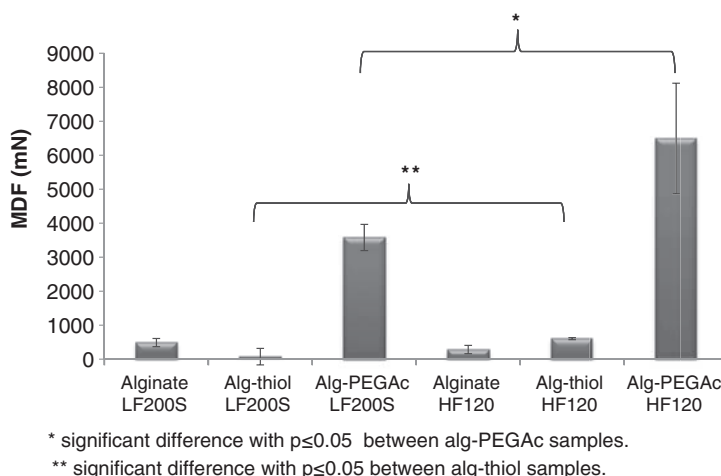 *
9000
8000
7000
6000
5000
4000
3000
2000
1000
0
MDF (mN)
**
Alginate LF200S
Alg-thiol LF200S
Alg-PEGAc LF200S
Alginate HF120
Alg-thiol HF120
Alg-PEGAc HF120
* significant difference with p≤0.05 between alg-PEGAc samples.
** significant difference with p≤0.05 between alg-thiol samples.